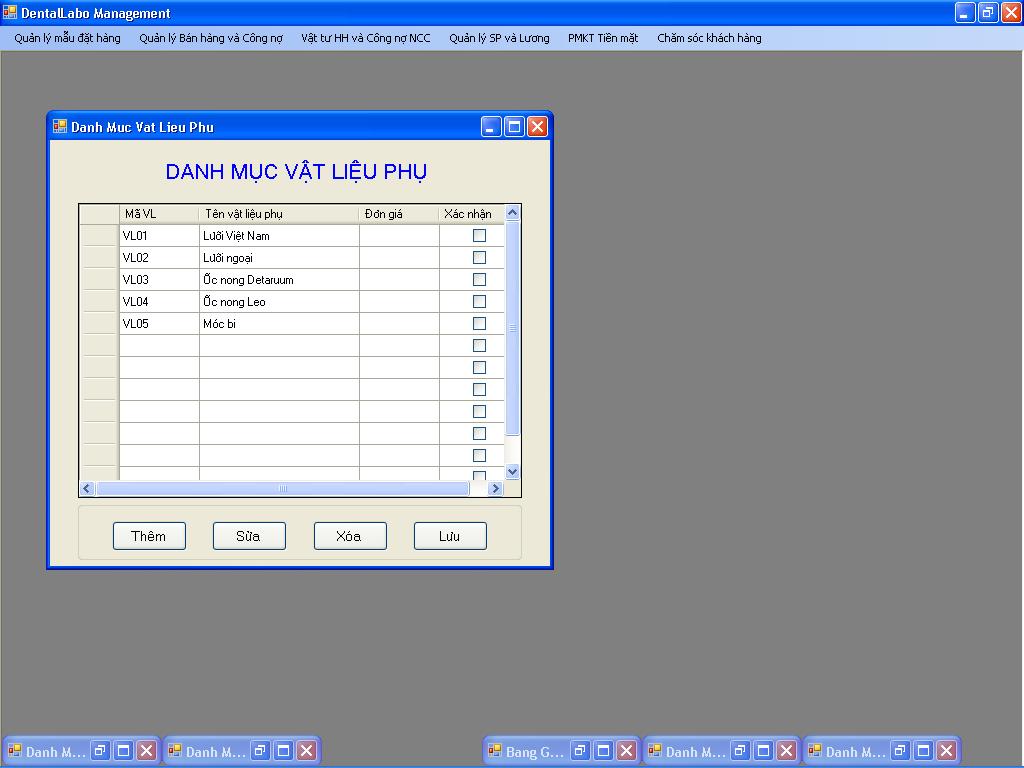 DentalLabo Management
Quản lý mẫu đặt hàng Quản lý Bán hàng và Công nợ Vật tư HH và Công nợ NCC Quản lý SP và Lương PMKT Tiền mặt Chăm sóc khách hàng
Danh Muc Vat Lieu Phu
DANH MỤC VẬT LIỆU PHỤ
Mã VL Tên vật liệu phụ Đơn giá Xác nhận
VL01 Lưỡi Việt Nam
VL02 Lưỡi ngoại
VL03 Ốc nong Detaruum
VL04 Ốc nong Leo
VL05 Móc bi
Thêm Sửa Xóa Lưu
Danh M... Danh M... Bang G... Danh M... Danh M...